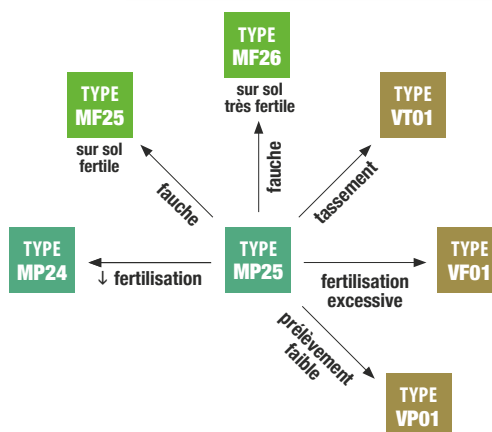 TYPE
MF26
sur sol
très fertile
TYPE
MF25
sur sol
fertile
TYPE
VT01
fauche
fauche
tassement
TYPE
MP24
↓ fertilisation
TYPE
MP25
fertilisation
excessive
TYPE
VF01
prélèvement
faible
TYPE
VP01